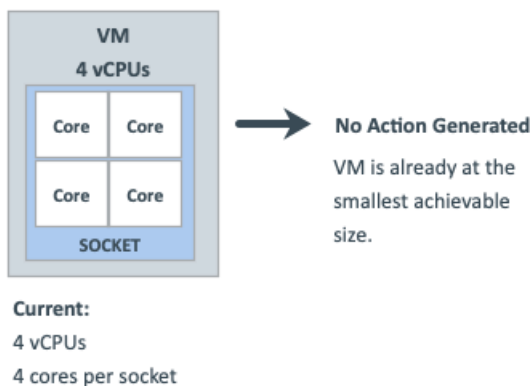 VM
4 vCPUs
Core Core
Core Core
SOCKET
No Action Generated
VM is already at the
smallest achievable
size.
Current:
4 vCPUs
4 cores per socket